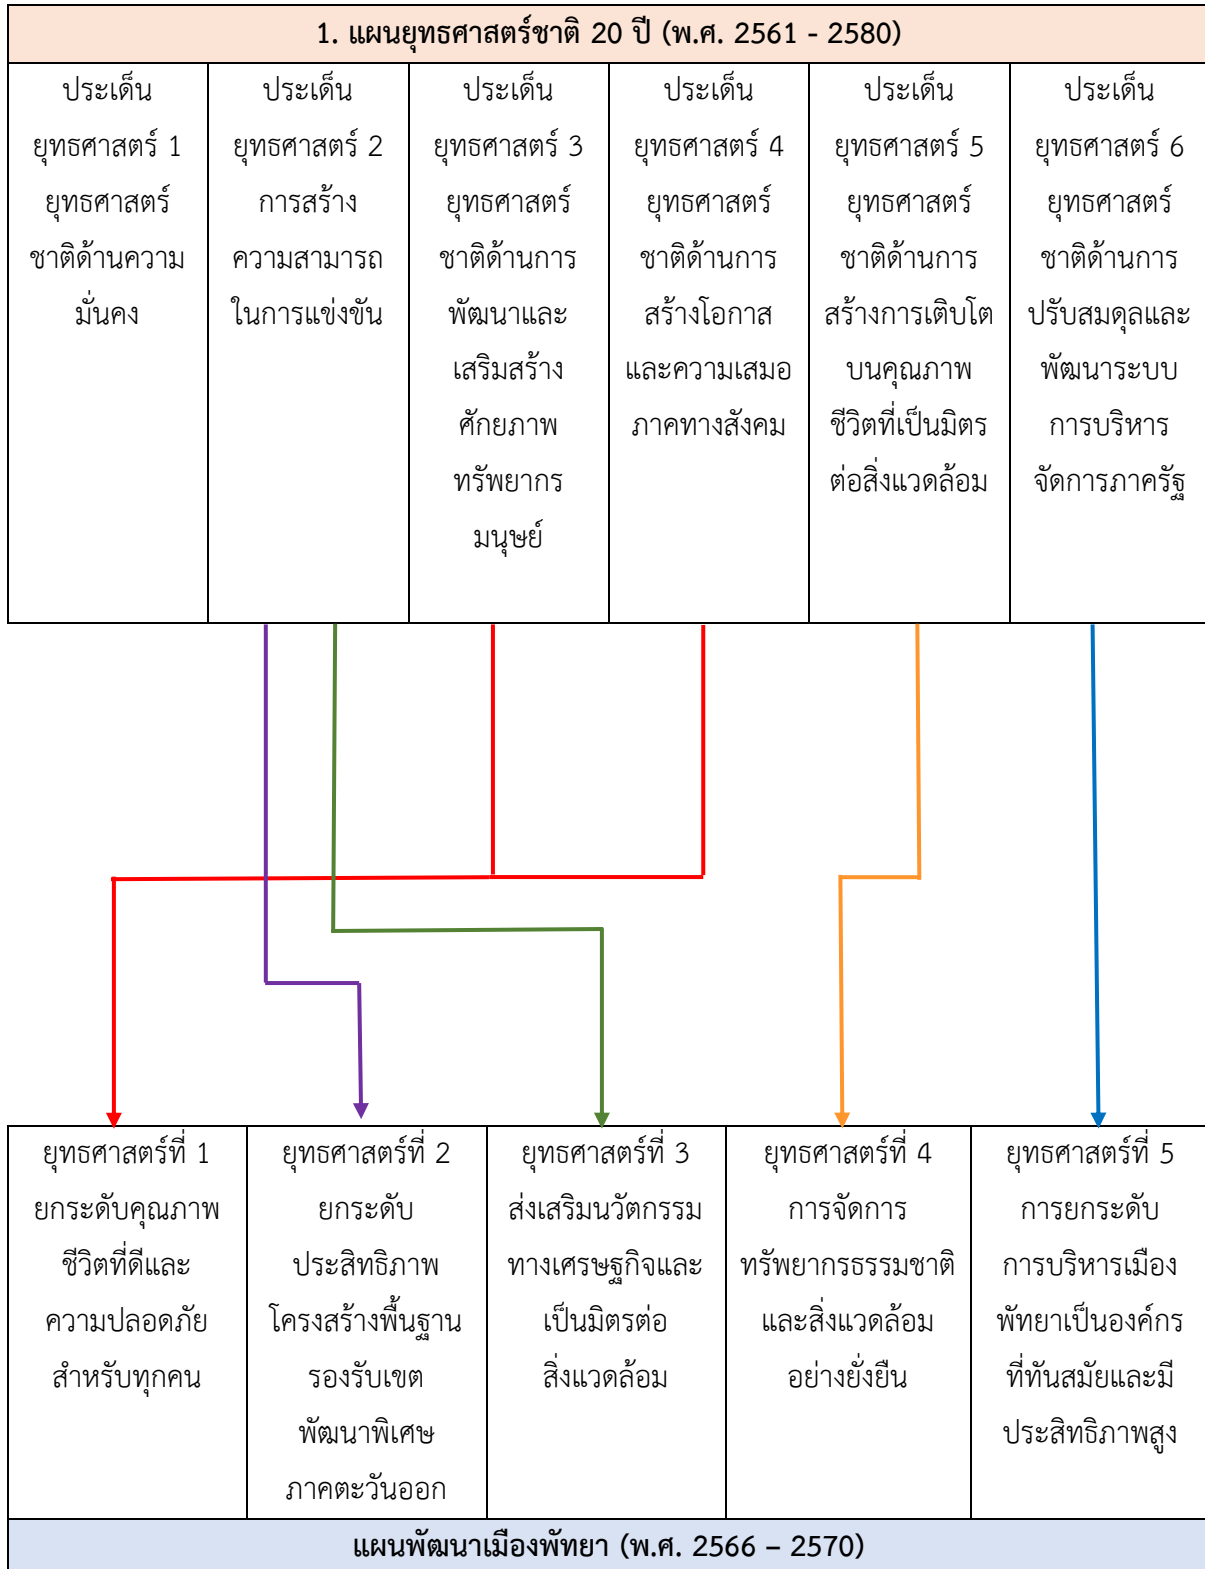 1. แผนยุทธศาสตร์ชาติ 20 ปี (พ.ศ. 2561 - 2580)
ประเด็น
ยุทธศาสตร์ 1
ยุทธศาสตร์
ชาติด้านความ
มั่นคง
ประเด็น
ยุทธศาสตร์ 2
การสร้าง
ความสามารถ
ในการแข่งขัน
ประเด็น
ยุทธศาสตร์ 3
ยุทธศาสตร์
ชาติด้านการ
พัฒนาและ
เสริมสร้าง
ศักยภาพ
ทรัพยากร
มนุษย์
ประเด็น
ยุทธศาสตร์ 4
ยุทธศาสตร์
ชาติด้านการ
สร้างโอกาส
และความเสมอ
ภาคทางสังคม
ประเด็น
ยุทธศาสตร์ 5
ยุทธศาสตร์
ชาติด้านการ
สร้างการเติบโต
บนคุณภาพ
ชีวิตที่เป็นมิตร
ต่อสิ่งแวดล้อม
ประเด็น
ยุทธศาสตร์ 6
ยุทธศาสตร์
ชาติด้านการ
ปรับสมดุลและ
พัฒนาระบบ
การบริหาร
จัดการภาครัฐ
ยุทธศาสตร์ที่ 1
ยกระดับคุณภาพ
ชีวิตที่ดีและ
ความปลอดภัย
สำหรับทุกคน
ยุทธศาสตร์ที่ 2
ยกระดับ
ประสิทธิภาพ
โครงสร้างพื้นฐาน
รองรับเขต
พัฒนาพิเศษ
ภาคตะวันออก
ยุทธศาสตร์ที่ 3
ส่งเสริมนวัตกรรม
ทางเศรษฐกิจและ
เป็นมิตรต่อ
สิ่งแวดล้อม
ยุทธศาสตร์ที่ 4
การจัดการ
ทรัพยากรธรรมชาติ
และสิ่งแวดล้อม
อย่างยั่งยืน
ยุทธศาสตร์ที่ 5
การยกระดับ
การบริหารเมือง
พัทยาเป็นองค์กร
ที่ทันสมัยและมี
ประสิทธิภาพสูง
แผนพัฒนาเมืองพัทยา (พ.ศ. 2566 – 2570)